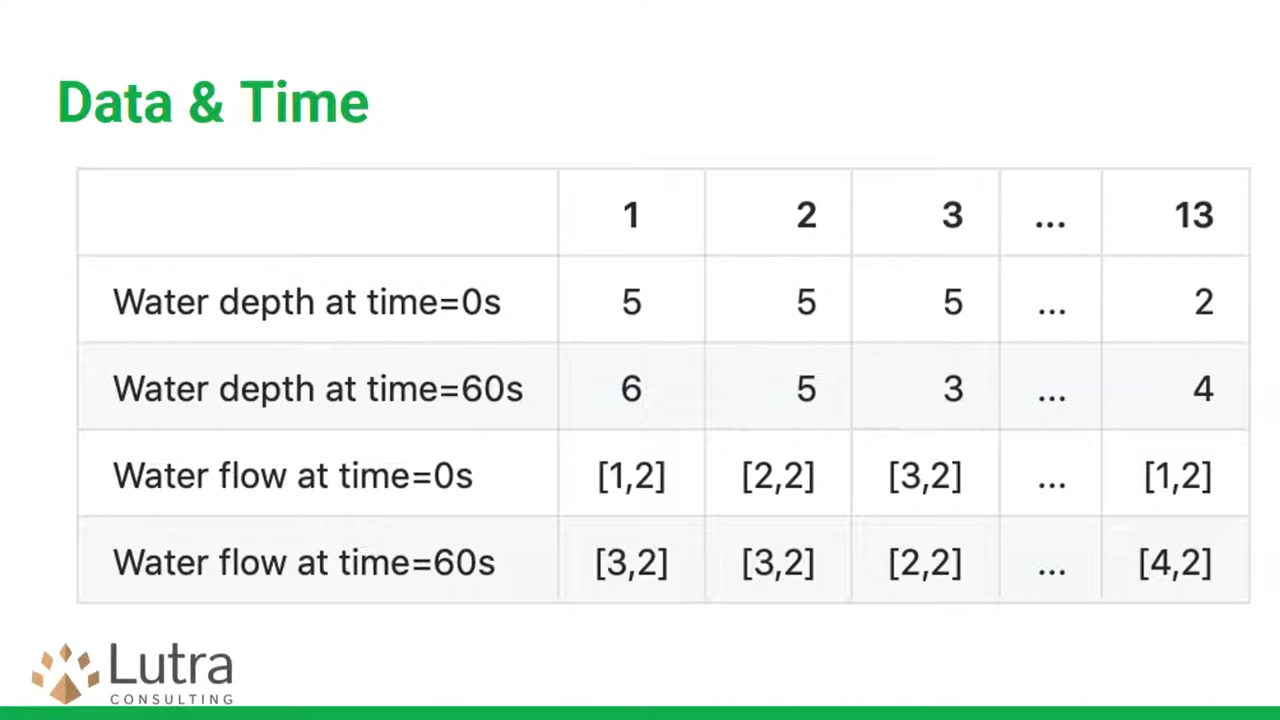 Data & Time
1 2 3 ... 13
Water depth at time=0s 5 5 5 ... 2
Water depth at time=60s 6 5 3 ... 4
Water flow at time=0s [1,2] [2,2] [3,2] ... [1,2]
Water flow at time=60s [3,2] [3,2] [2,2] ... [4,2]
Lutra
CONSULTING